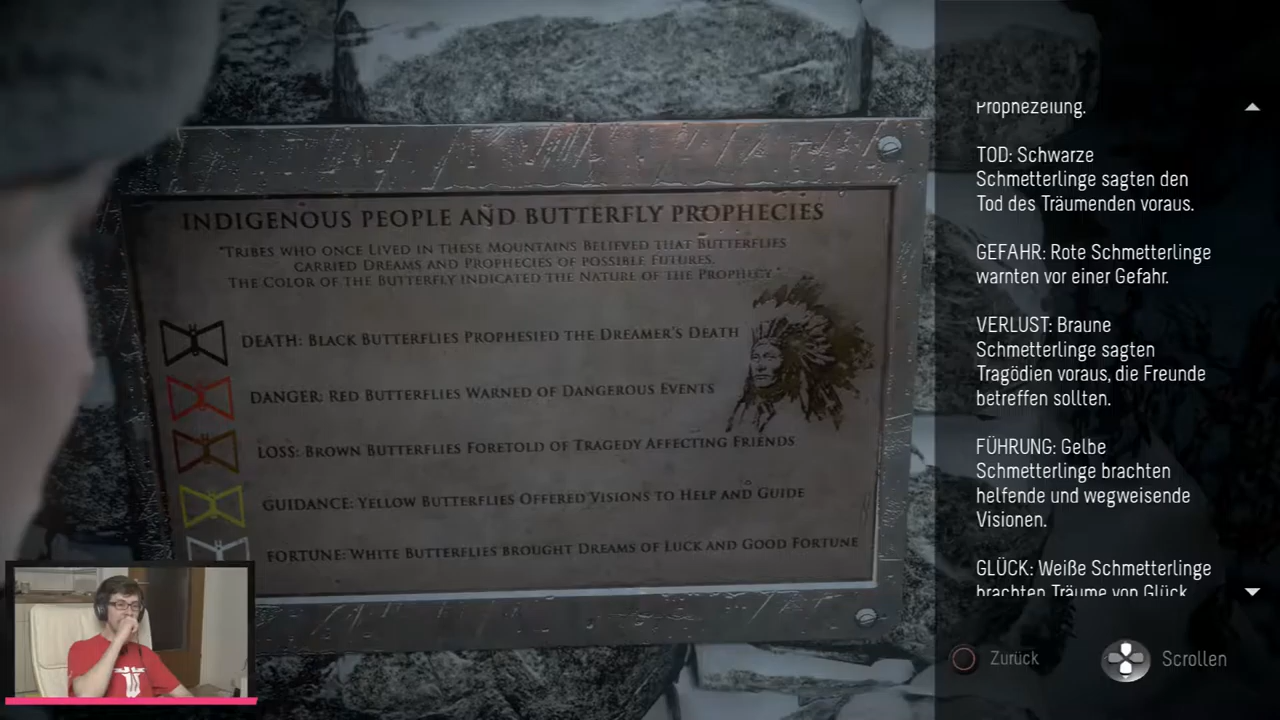 INDIGENOUS PEOPLE AND BUTTERFLY PROPHECIES
"TRIBES WHO ONCE LIVED IN THESE MOUNTAINS BELIEVED THAT BUTTERFLIES
CARRIED DREAMS AND PROPHECIES OF POSSIBLE FUTURES.
THE COLOR OF THE BUTTERFLY INDICATED THE NATURE OF THE PROPHECY."
DEATH: BLACK BUTTERFLIES PROPHESIED THE DREAMER'S DEATH
DANGER: RED BUTTERFLIES WARNED OF DANGEROUS EVENTS
LOSS: BROWN BUTTERFLIES FORETOLD OF TRAGEDY AFFECTING FRIENDS
GUIDANCE: YELLOW BUTTERFLIES OFFERED VISIONS TO HELP AND GUIDE
FORTUNE: WHITE BUTTERFLIES BROUGHT DREAMS OF LUCK AND GOOD FORTUNE
Prophezeiung.
TOD: Schwarze
Schmetterlinge sagten den
Tod des Träumenden voraus.
GEFAHR: Rote Schmetterlinge
warnten vor einer Gefahr.
VERLUST: Braune
Schmetterlinge sagten
Tragödien voraus, die Freunde
betreffen sollten.
FÜHRUNG: Gelbe
Schmetterlinge brachten
helfende und wegweisende
Visionen.
GLÜCK: Weiße Schmetterlinge
brachten Träume von Glück
Zurück
Scrollen